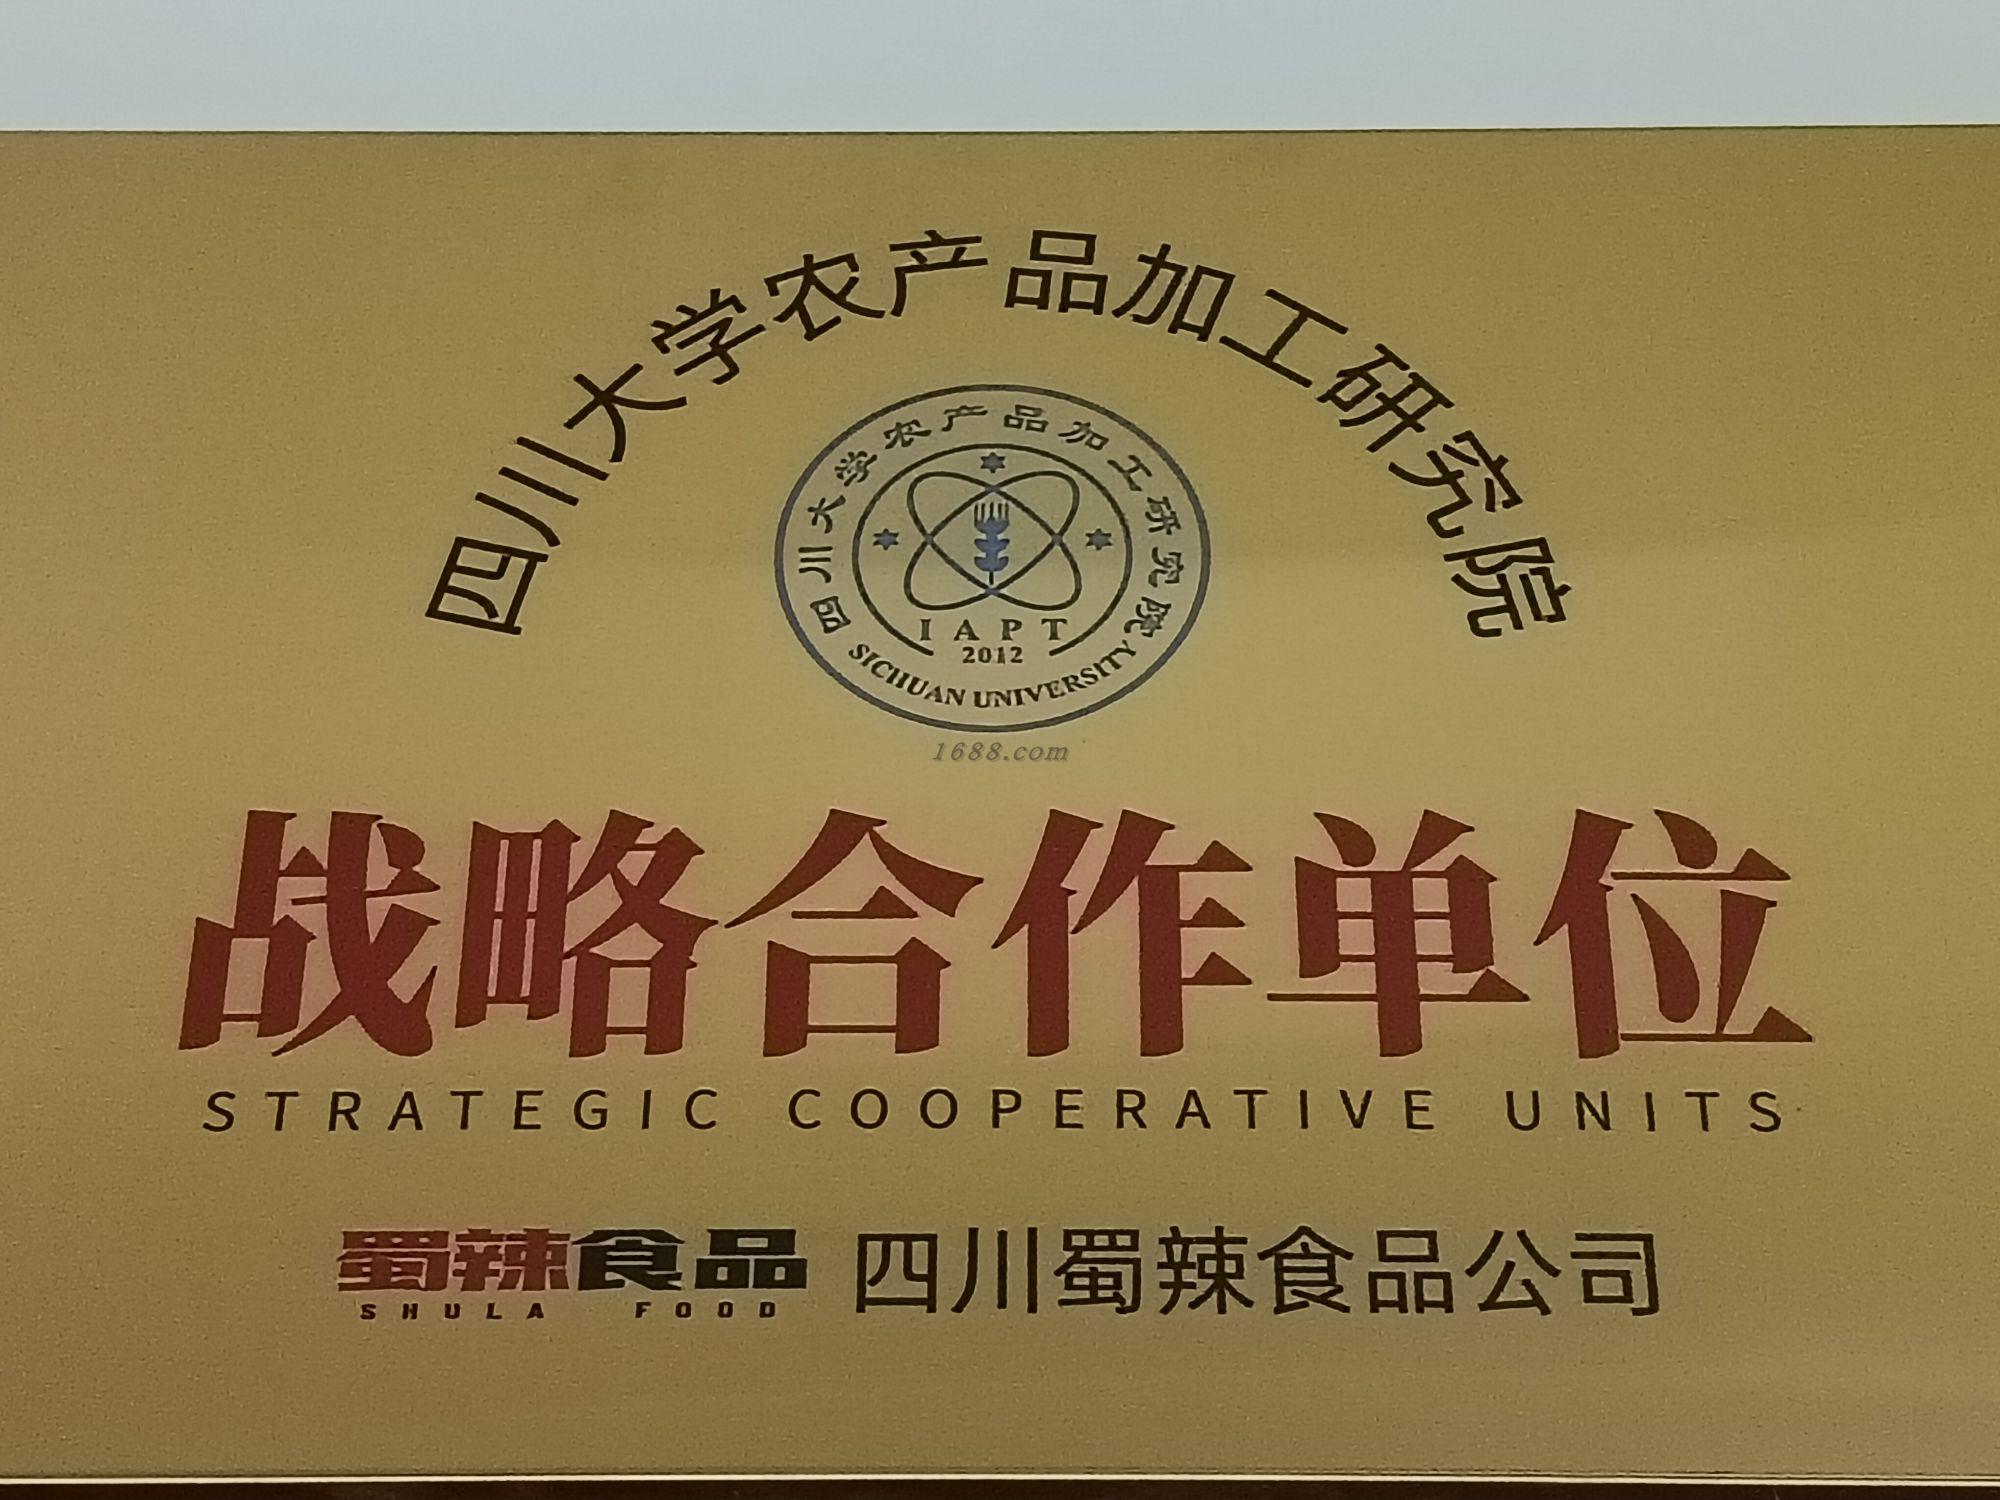 四川大学农产品加工研究院
四川大学农产品加工研究院
IAPT
2012
SICHUAN UNIVERSITY
1688.com
战略合作单位
STRATEGIC COOPERATIVE UNITS
蜀辣食品 四川蜀辣食品公司
SHULA FOOD